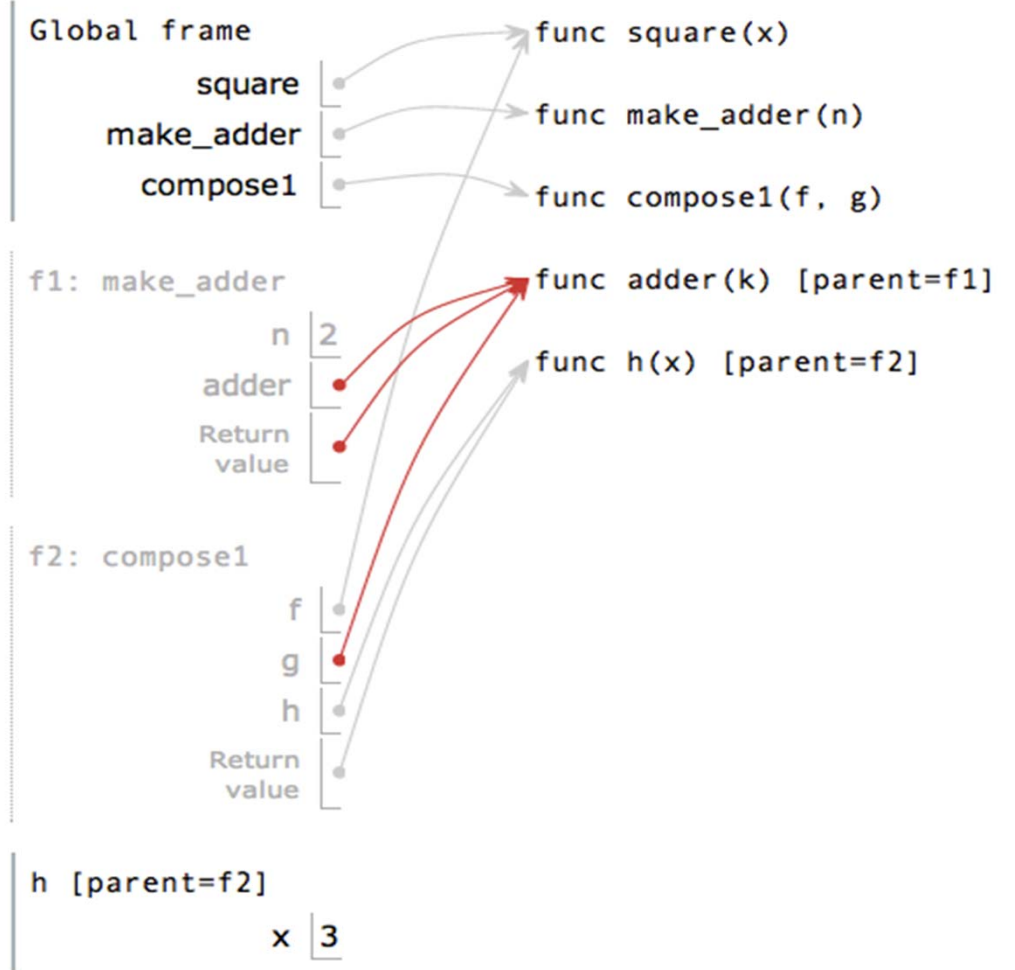 Global frame
square
make_adder
compose1
func square(x)
func make_adder(n)
func compose1(f, g)
func adder(k) [parent=f1]
func h(x) [parent=f2]
f1: make_adder
n 2
adder
Return
value
f2: compose1
f
g
h
Return
value
h [parent=f2]
x 3